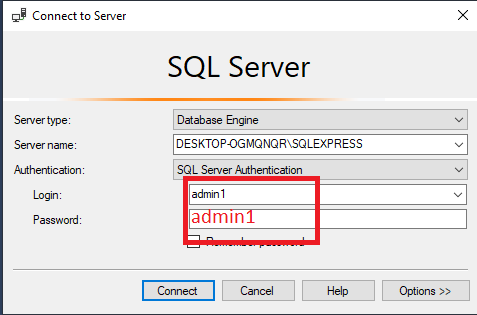 Connect to Server
SQL Server
Server type: Database Engine
Server name: DESKTOP-OGMQNQR\SQLEXPRESS
Authentication: SQL Server Authentication
Login: admin1
Password: admin1
Remember password
Connect Cancel Help Options >>